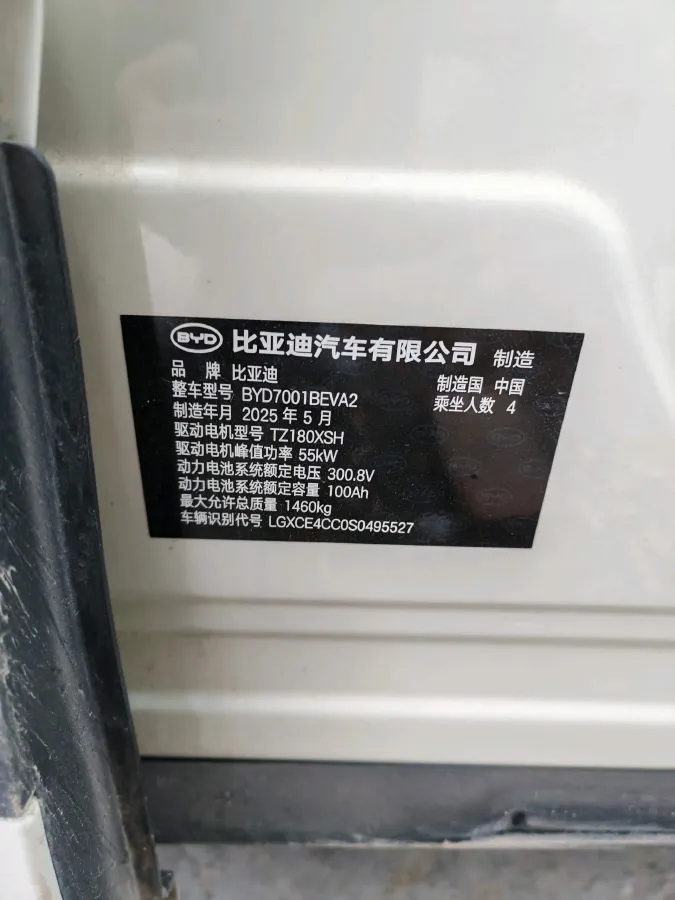 BYD 比亚迪汽车有限公司 制造
品 牌 比亚迪 制造国 中国
整车型号 BYD7001BEVA2 乘坐人数 4
制造年月 2025 年 5 月
驱动电机型号 TZ180XSH
驱动电机峰值功率 55kW
动力电池系统额定电压 300.8V
动力电池系统额定容量 100Ah
最大允许总质量 1460kg
车辆识别代号 LGXCE4CC0S0495527